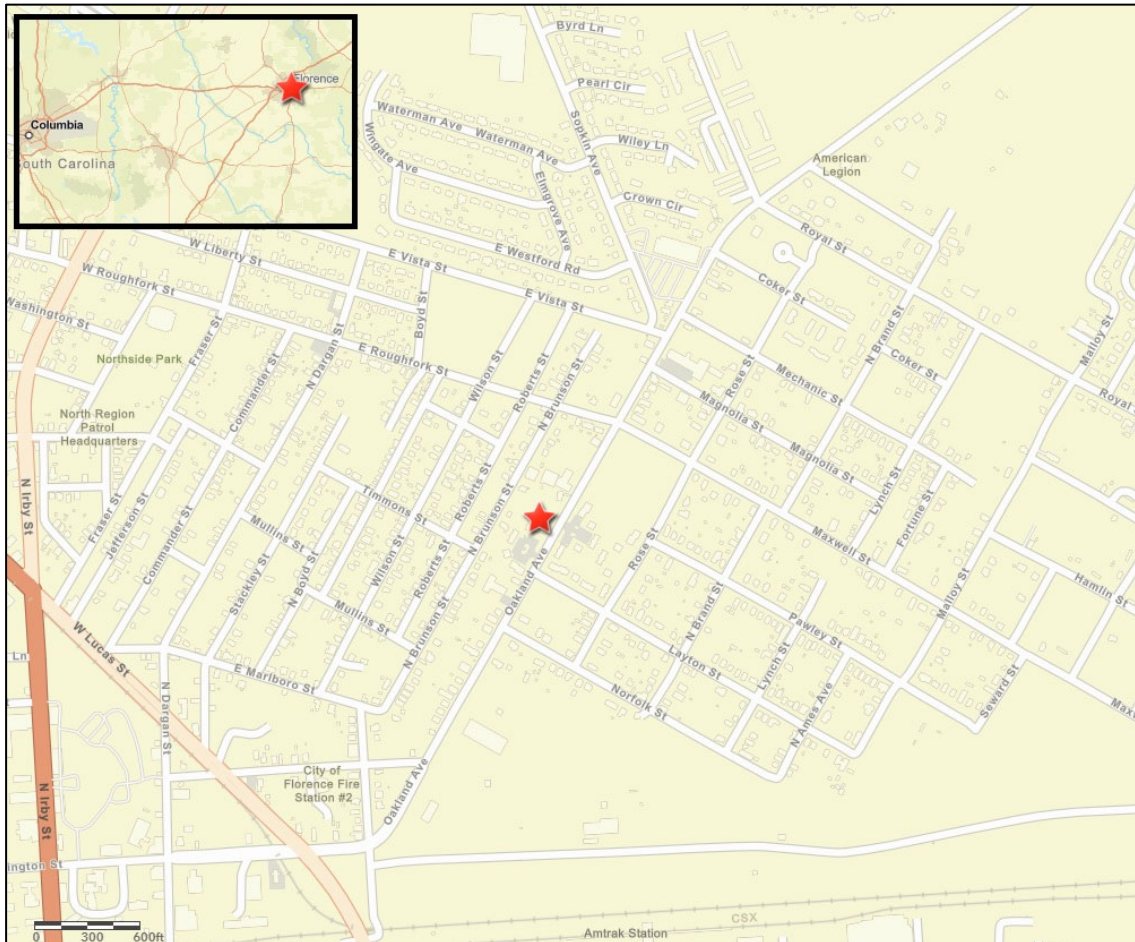 Florence
Columbia
South Carolina
Byrd Ln
Pearl Cir
Sopkin Ave
Waterman Ave
Waterman Ave
Wingate Ave
Wiley Ln
Elmgrove Ave
Crown Cir
American
Legion
E Westford Rd
Royal St
W Liberty St
E Vista St
W Roughfork St
Coker St
E Vista St
Boyd St
Washington St
Fraser St
N Dargan St
N Brand St
Malloy St
Northside Park
E Roughfork St
Commander St
Wilson St
Roberts St
N Brunson St
Rose St
Mechanic St
Coker St
Royal
North Region
Patrol
Headquarters
Magnolia St
Magnolia St
Lynch St
Fortune St
N Irby St
Timmons St
Roberts St
N Brunson St
Fraser St
Jefferson St
Commander St
Mullins St
Stackley St
N Boyd St
Wilson St
Roberts St
Mullins St
N Brunson St
Oakland Ave
Rose St
Maxwell St
Malloy St
Hamlin St
Pawley St
N Brand St
Layton St
Lynch St
W Lucas St
Ln
E Marlboro St
N Dargan St
Norfolk St
N Ames Ave
Seward St
Maxw
City of
Florence Fire
Station #2
Oakland Ave
N Irby St
ington St
0 300 600ft
CSX
Amtrak Station